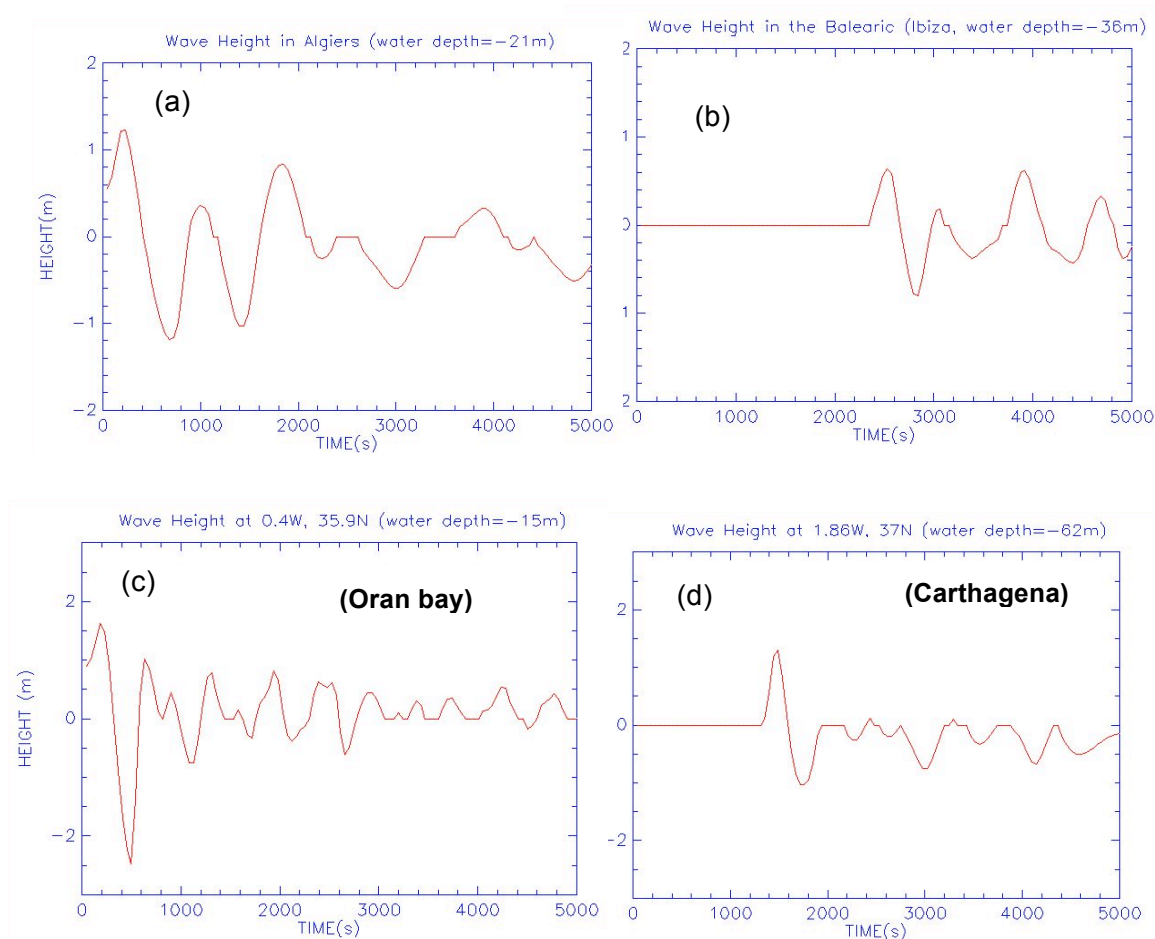 Wave Height in Algiers (water depth=-21m)
(a)
2
1
0
-1
-2
HEIGHT(m)
0 1000 2000 3000 4000 5000
TIME(s)
Wave Height in the Balearic (Ibiza, water depth=-36m)
(b)
2
1
0
1
2
0 1000 2000 3000 4000 5000
TIME(s)
Wave Height at 0.4W, 35.9N (water depth=-15m)
(c)
(Oran bay)
2
0
-2
HEIGHT (m)
0 1000 2000 3000 4000 5000
TIME(s)
Wave Height at 1.86W, 37N (water depth=-62m)
(d)
(Carthagena)
2
0
-2
0 1000 2000 3000 4000 5000
TIME(s)